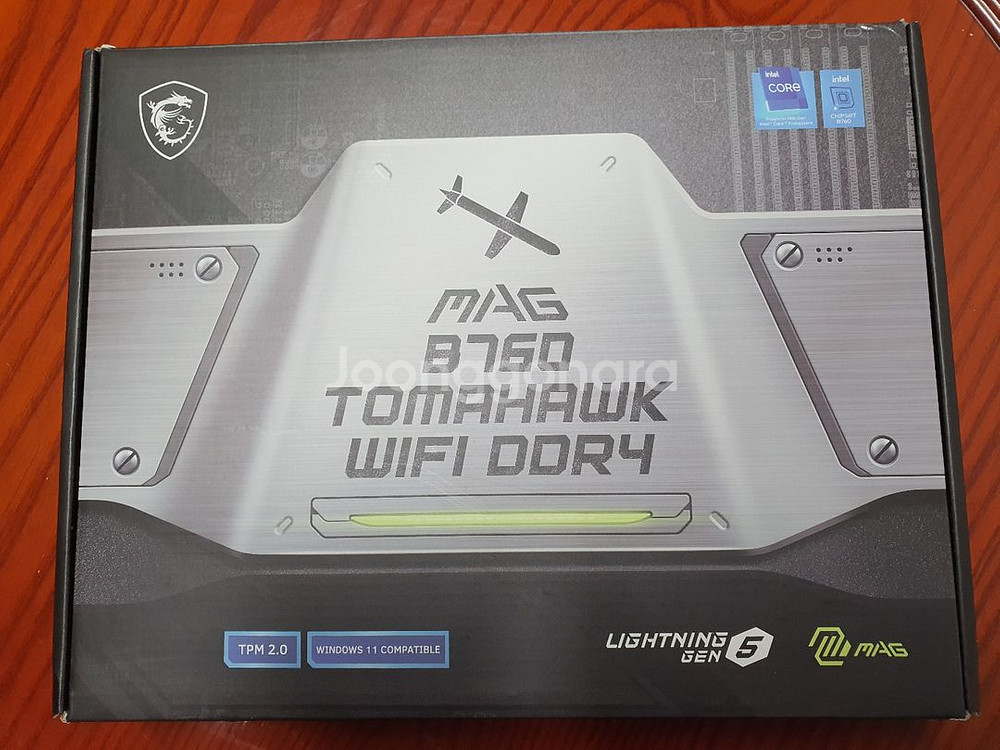 intel
CORE
intel
CHIPSET
B760
MAG
B760
TOMAHAWK
WIFI DDR4
Joonggonara
TPM 2.0
WINDOWS 11 COMPATIBLE
LIGHTNING
GEN 5
MAG